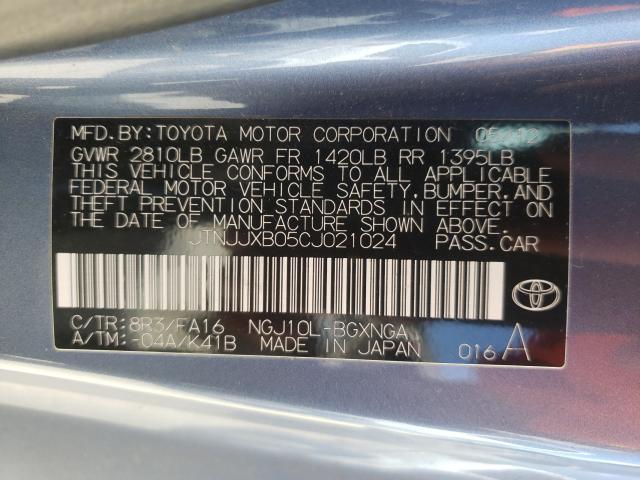 MFD.BY:TOYOTA MOTOR CORPORATION 05/12
GVWR 2810LB GAWR FR 1420LB RR 1395LB
THIS VEHICLE CONFORMS TO ALL APPLICABLE
FEDERAL MOTOR VEHICLE SAFETY,BUMPER,AND
THEFT PREVENTION STANDARDS IN EFFECT ON
THE DATE OF MANUFACTURE SHOWN ABOVE.
JTNJJXB05CJ021024 PASS.CAR
C/TR:8R3/FA16 NGJ10L-BGXNGA
A/TM:-04A/K41B MADE IN JAPAN 016 A